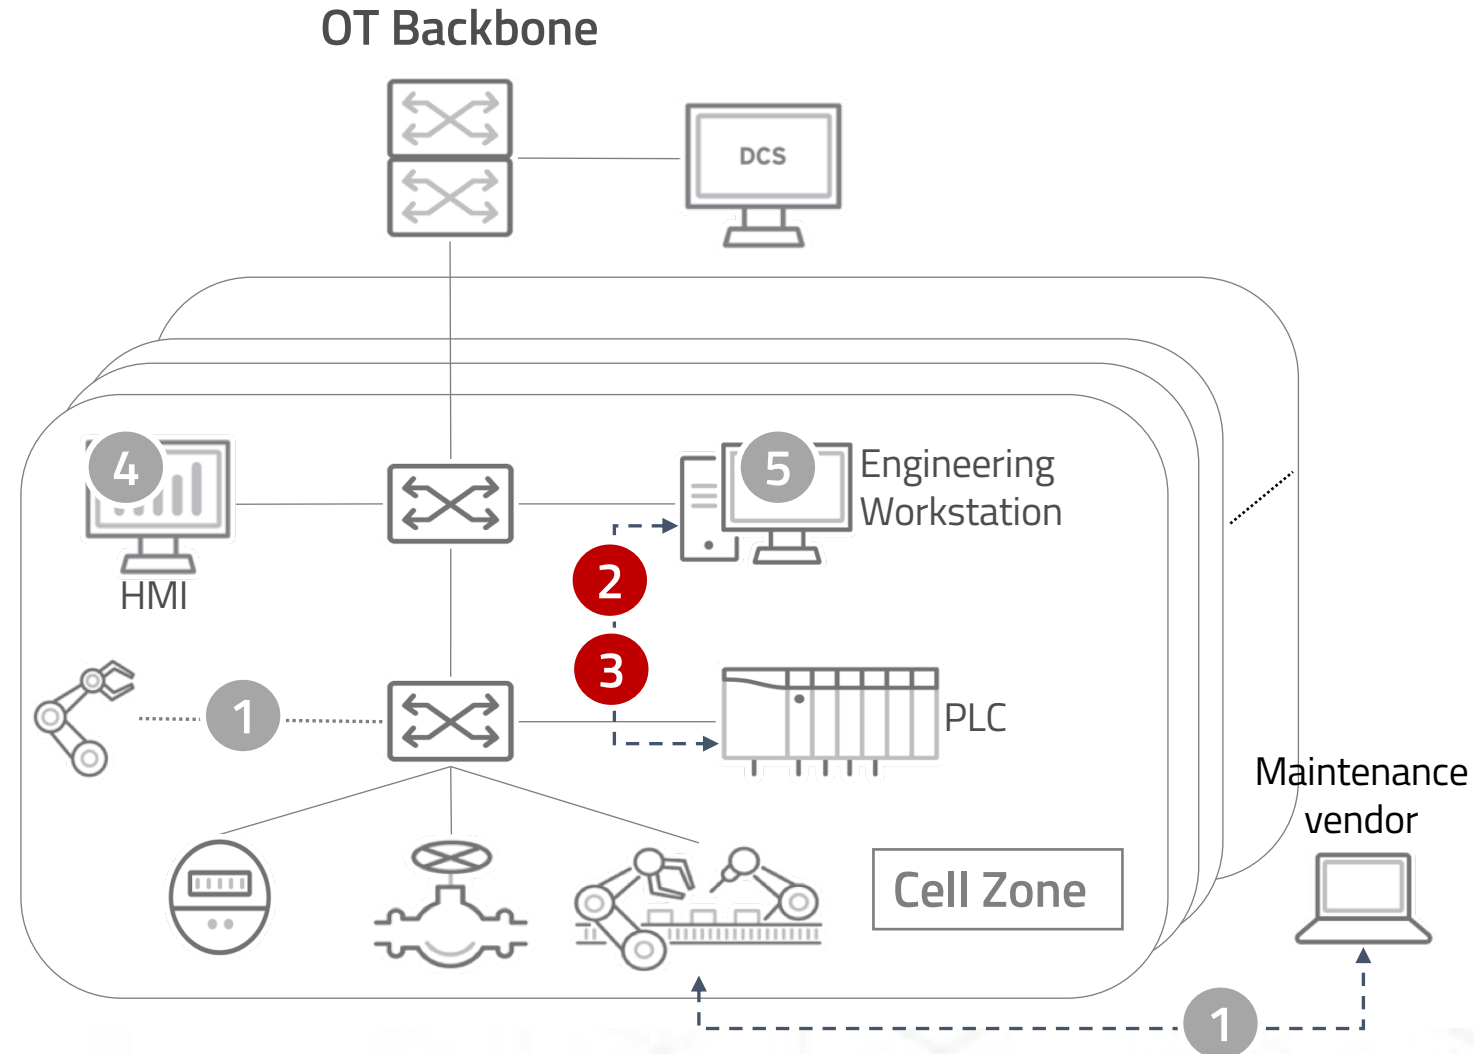 OT Backbone
DCS
4
5
Engineering
Workstation
2
HMI
3
1
PLC
Maintenance
vendor
Cell Zone
1